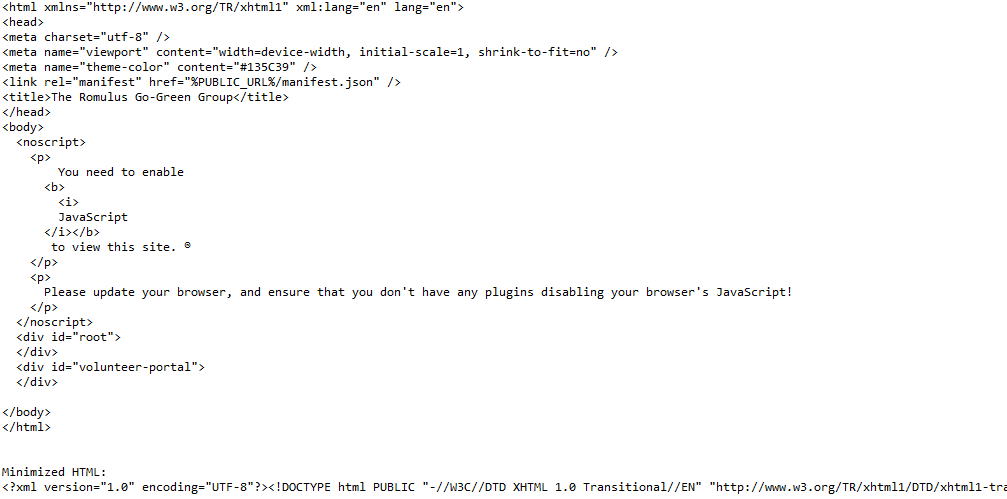 <html xmlns="http://www.w3.org/TR/xhtml1" xml:lang="en" lang="en">
<head>
<meta charset="utf-8" />
<meta name="viewport" content="width=device-width, initial-scale=1, shrink-to-fit=no" />
<meta name="theme-color" content="#135C39" />
<link rel="manifest" href="%PUBLIC_URL%/manifest.json" />
<title>The Romulus Go-Green Group</title>
</head>
<body>
  <noscript>
    <p>
        You need to enable
      <b>
        <i>
        JavaScript
      </i></b>
       to view this site.
    </p>
    <p>
      Please update your browser, and ensure that you don't have any plugins disabling your browser's JavaScript!
    </p>
  </noscript>
  <div id="root">
  </div>
  <div id="volunteer-portal">
  </div>
</body>
</html>
Minimized HTML:
<?xml version="1.0" encoding="UTF-8"?><!DOCTYPE html PUBLIC "-//W3C//DTD XHTML 1.0 Transitional//EN" "http://www.w3.org/TR/xhtml1/DTD/xhtml1-tra